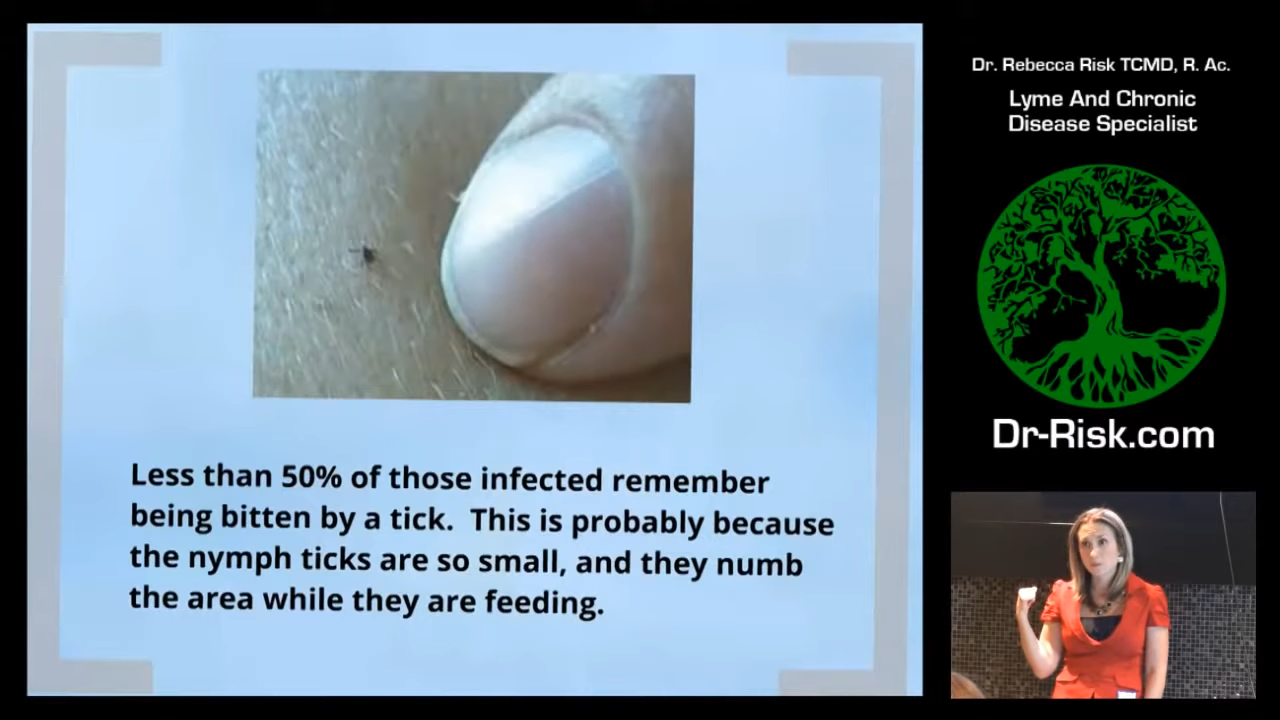 Less than 50% of those infected remember
being bitten by a tick.  This is probably because
the nymph ticks are so small, and they numb
the area while they are feeding.
Dr. Rebecca Risk TCMD, R. Ac.
Lyme And Chronic
Disease Specialist
Dr-Risk.com